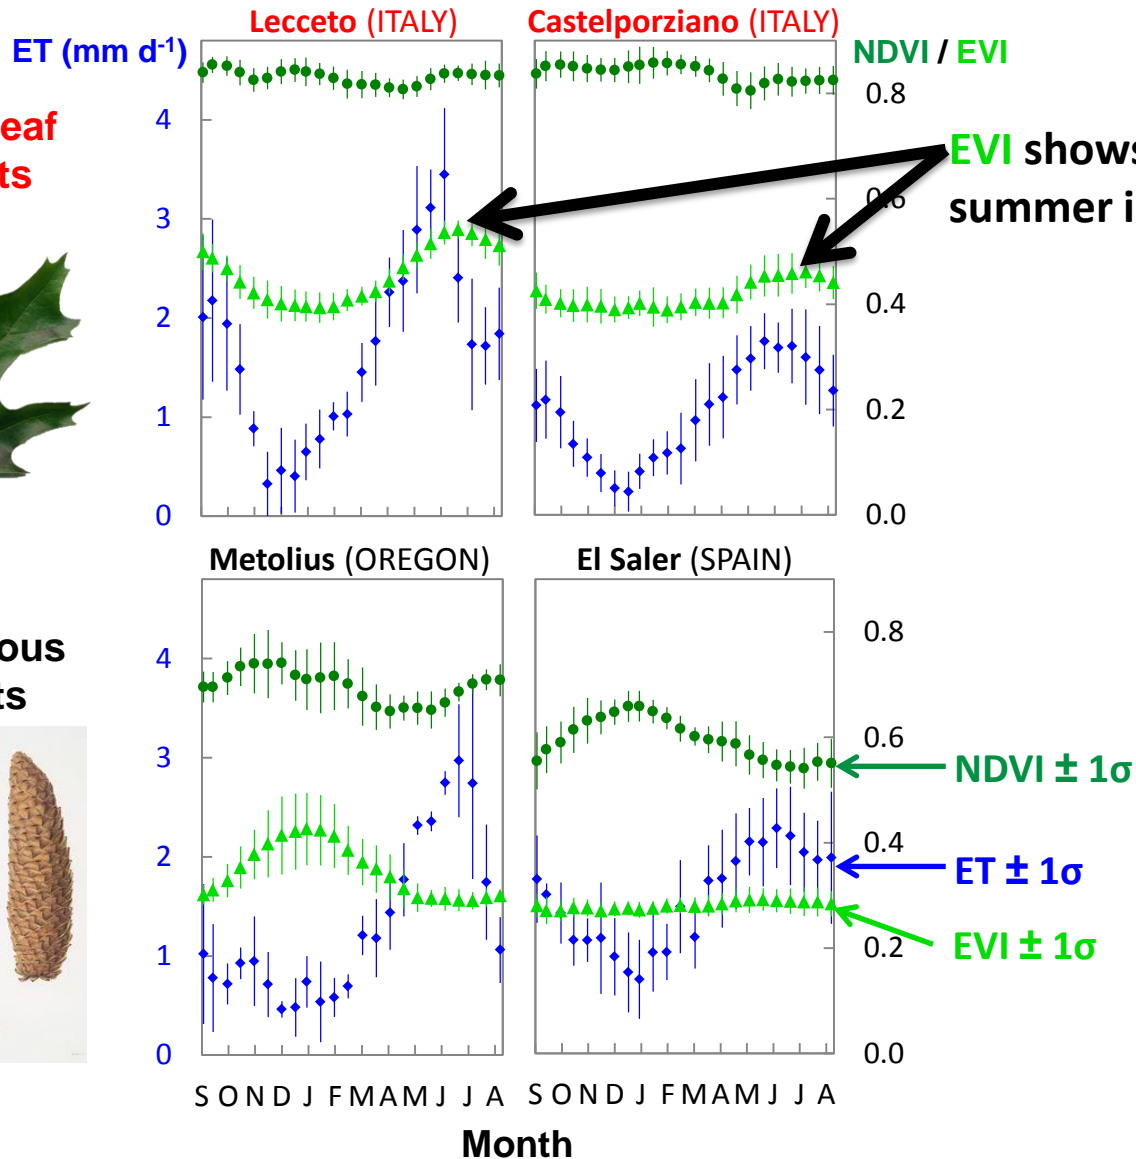 Lecceto (ITALY) Castelporziano (ITALY)
ET (mm d-1) NDVI / EVI
eaf
ts
4
3
2
1
0
0.8
0.6
0.4
0.2
0.0
EVI shows
summer i
Metolius (OREGON) El Saler (SPAIN)
ous
ts
4
3
2
1
0
0.8
0.6
0.4
0.2
0.0
NDVI ± 1σ
ET ± 1σ
EVI ± 1σ
S O N D J F M A M J J A S O N D J F M A M J J A
Month